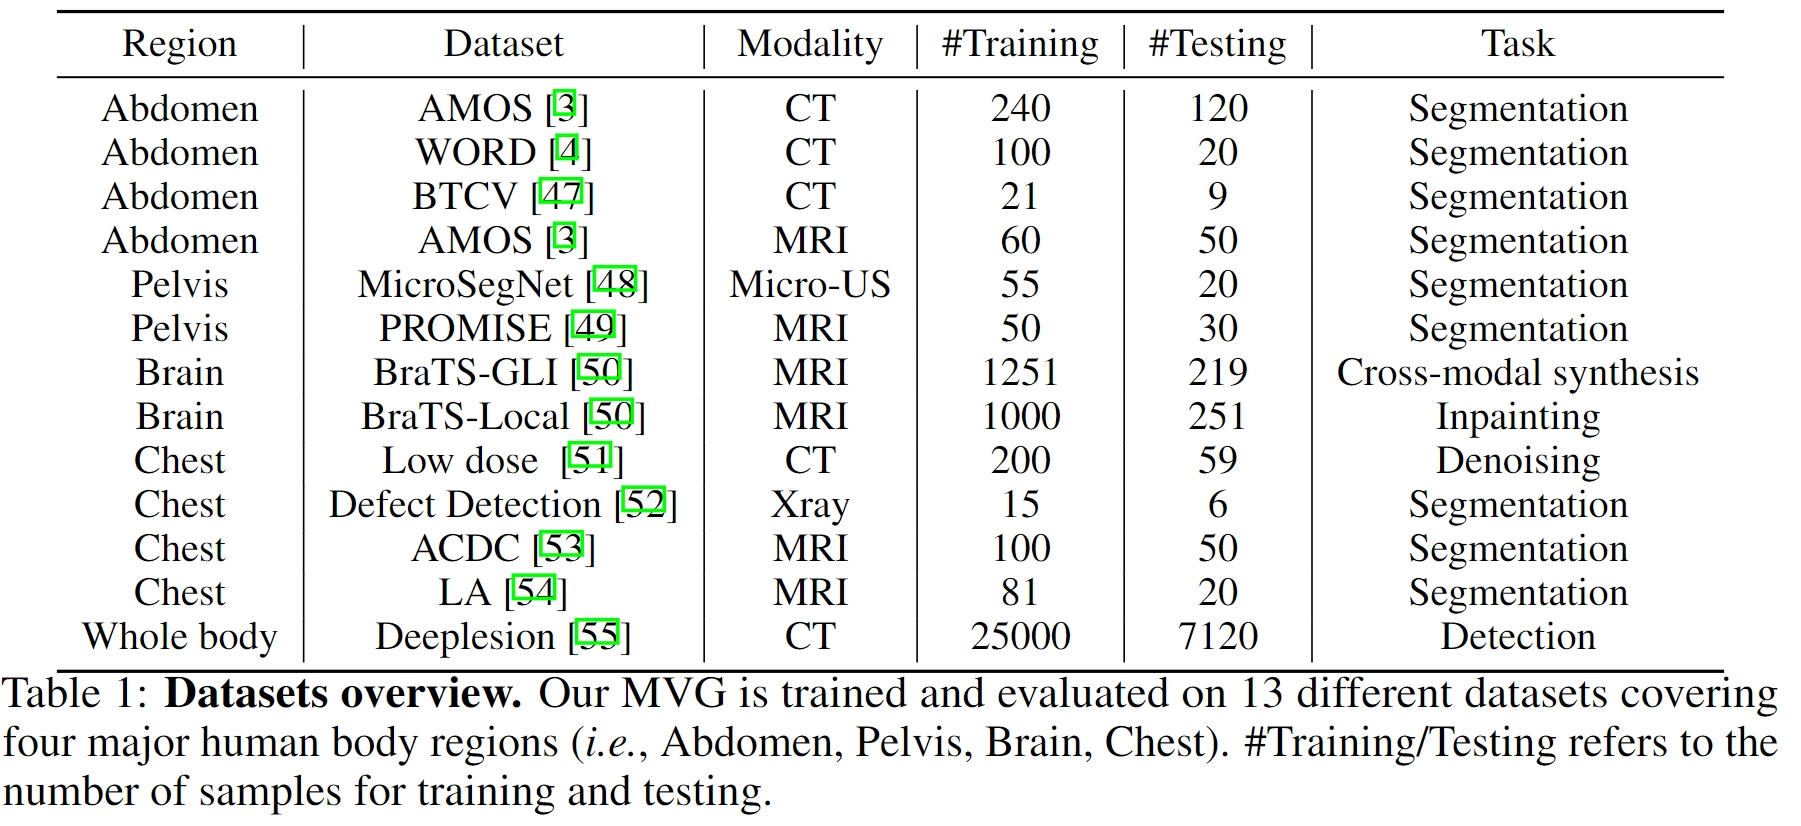 Region Dataset Modality #Training #Testing Task
Abdomen AMOS [3] CT 240 120 Segmentation
Abdomen WORD [4] CT 100 20 Segmentation
Abdomen BTCV [47] CT 21 9 Segmentation
Abdomen AMOS [3] MRI 60 50 Segmentation
Pelvis MicroSegNet [48] Micro-US 55 20 Segmentation
Pelvis PROMISE [49] MRI 50 30 Segmentation
Brain BraTS-GLI [50] MRI 1251 219 Cross-modal synthesis
Brain BraTS-Local [50] MRI 1000 251 Inpainting
Chest Low dose [51] CT 200 59 Denoising
Chest Defect Detection [52] Xray 15 6 Segmentation
Chest ACDC [53] MRI 100 50 Segmentation
Chest LA [54] MRI 81 20 Segmentation
Whole body Deeplesion [55] CT 25000 7120 Detection
Table 1: Datasets overview. Our MVG is trained and evaluated on 13 different datasets covering
four major human body regions (i.e., Abdomen, Pelvis, Brain, Chest). #Training/Testing refers to the
number of samples for training and testing.